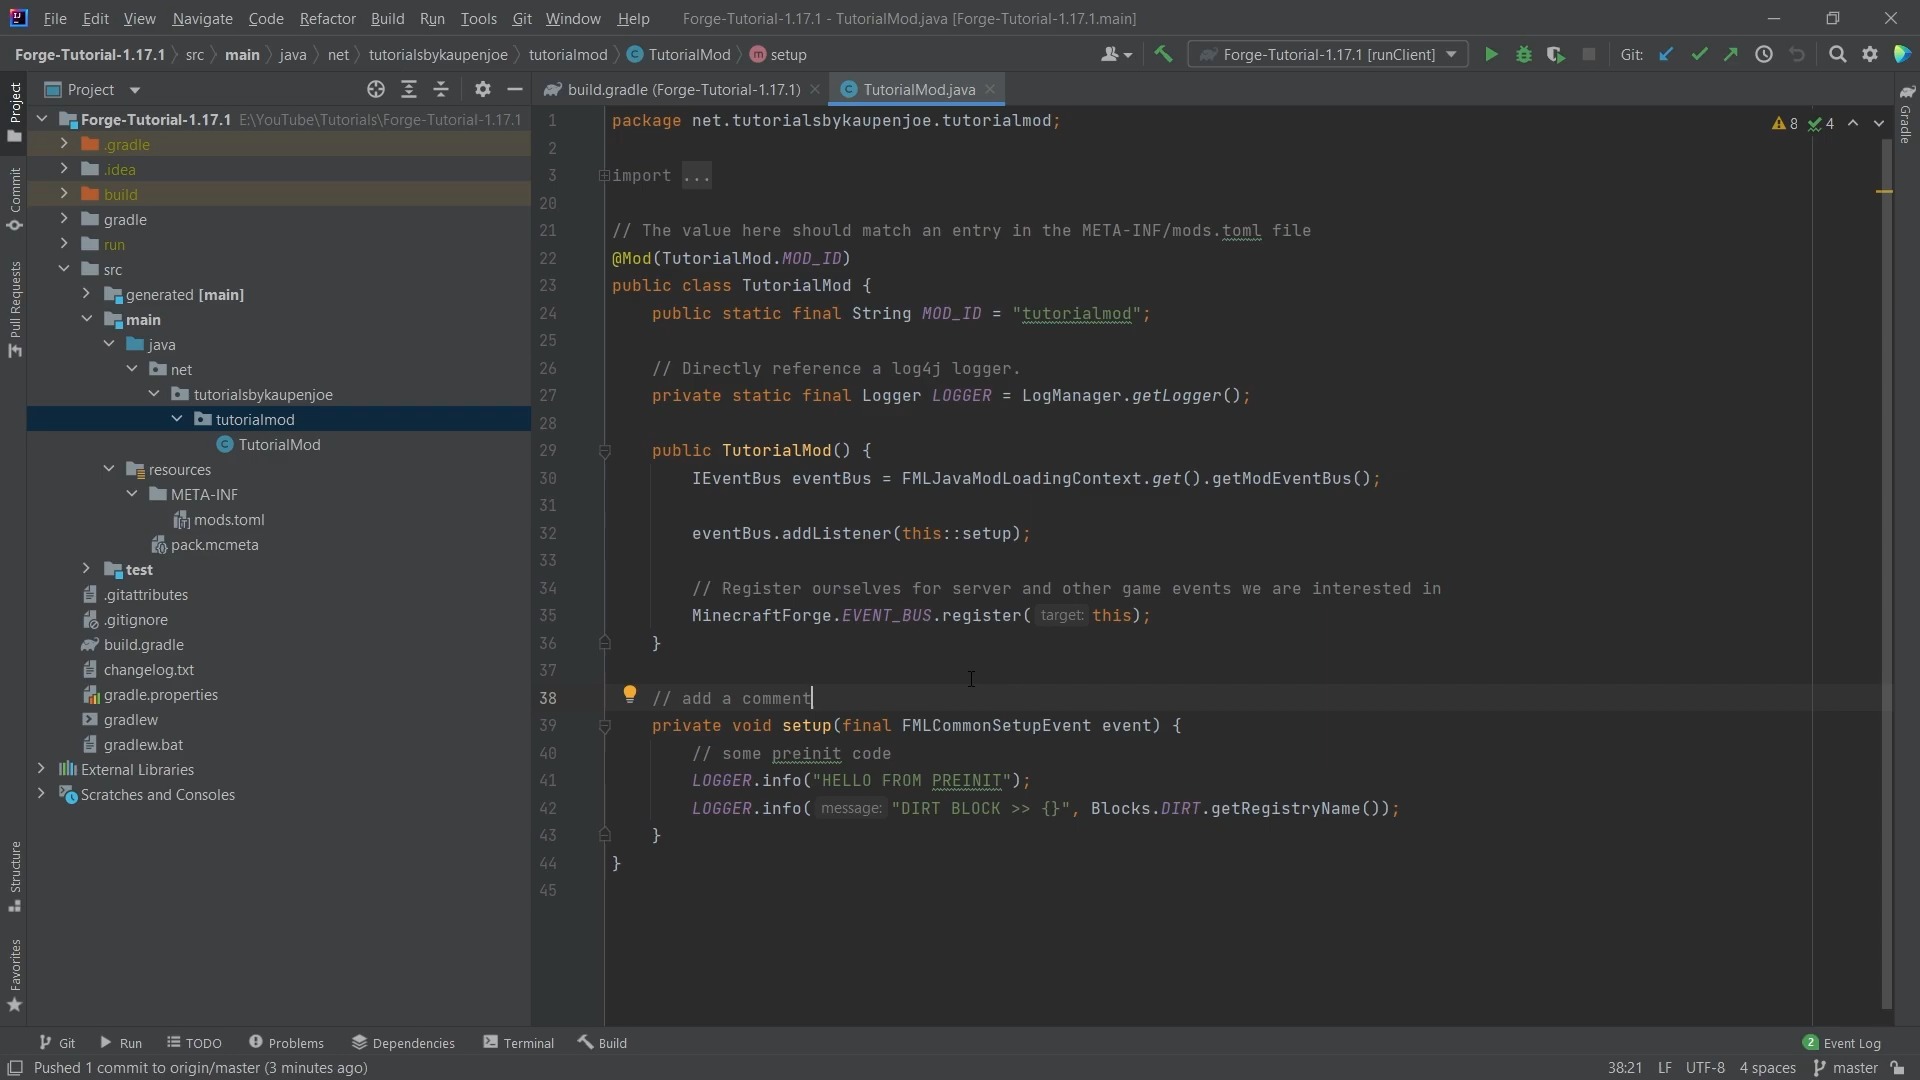 File Edit View Navigate Code Refactor Build Run Tools Git Window Help Forge-Tutorial-1.17.1 - TutorialMod.java [Forge-Tutorial-1.17.1.main]
Forge-Tutorial-1.17.1 src main java net tutorialsbykaupenjoe tutorialmod TutorialMod setup Forge-Tutorial-1.17.1 [runClient] Git:
Project build.gradle (Forge-Tutorial-1.17.1) TutorialMod.java
Project
Commit
Pull Requests
Structure
Favorites
Gradle
Forge-Tutorial-1.17.1 E:\YouTube\Tutorials\Forge-Tutorial-1.17.1
.gradle
.idea
build
gradle
run
src
generated [main]
main
java
net
tutorialsbykaupenjoe
tutorialmod
TutorialMod
resources
META-INF
mods.toml
pack.mcmeta
test
.gitattributes
.gitignore
build.gradle
changelog.txt
gradle.properties
gradlew
gradlew.bat
External Libraries
Scratches and Consoles
8 4
1 package net.tutorialsbykaupenjoe.tutorialmod;
2
3 import ...
20
21 // The value here should match an entry in the META-INF/mods.toml file
22 @Mod(TutorialMod.MOD_ID)
23 public class TutorialMod {
24 public static final String MOD_ID = "tutorialmod";
25
26 // Directly reference a log4j logger.
27 private static final Logger LOGGER = LogManager.getLogger();
28
29 public TutorialMod() {
30 IEventBus eventBus = FMLJavaModLoadingContext.get().getModEventBus();
31
32 eventBus.addListener(this::setup);
33
34 // Register ourselves for server and other game events we are interested in
35 MinecraftForge.EVENT_BUS.register( target: this);
36 }
37
38 // add a comment
39 private void setup(final FMLCommonSetupEvent event) {
40 // some preinit code
41 LOGGER.info("HELLO FROM PREINIT");
42 LOGGER.info( message: "DIRT BLOCK >> {}", Blocks.DIRT.getRegistryName());
43 }
44 }
45
Git Run TODO Problems Dependencies Terminal Build 2 Event Log
Pushed 1 commit to origin/master (3 minutes ago) 38:21 LF UTF-8 4 spaces master